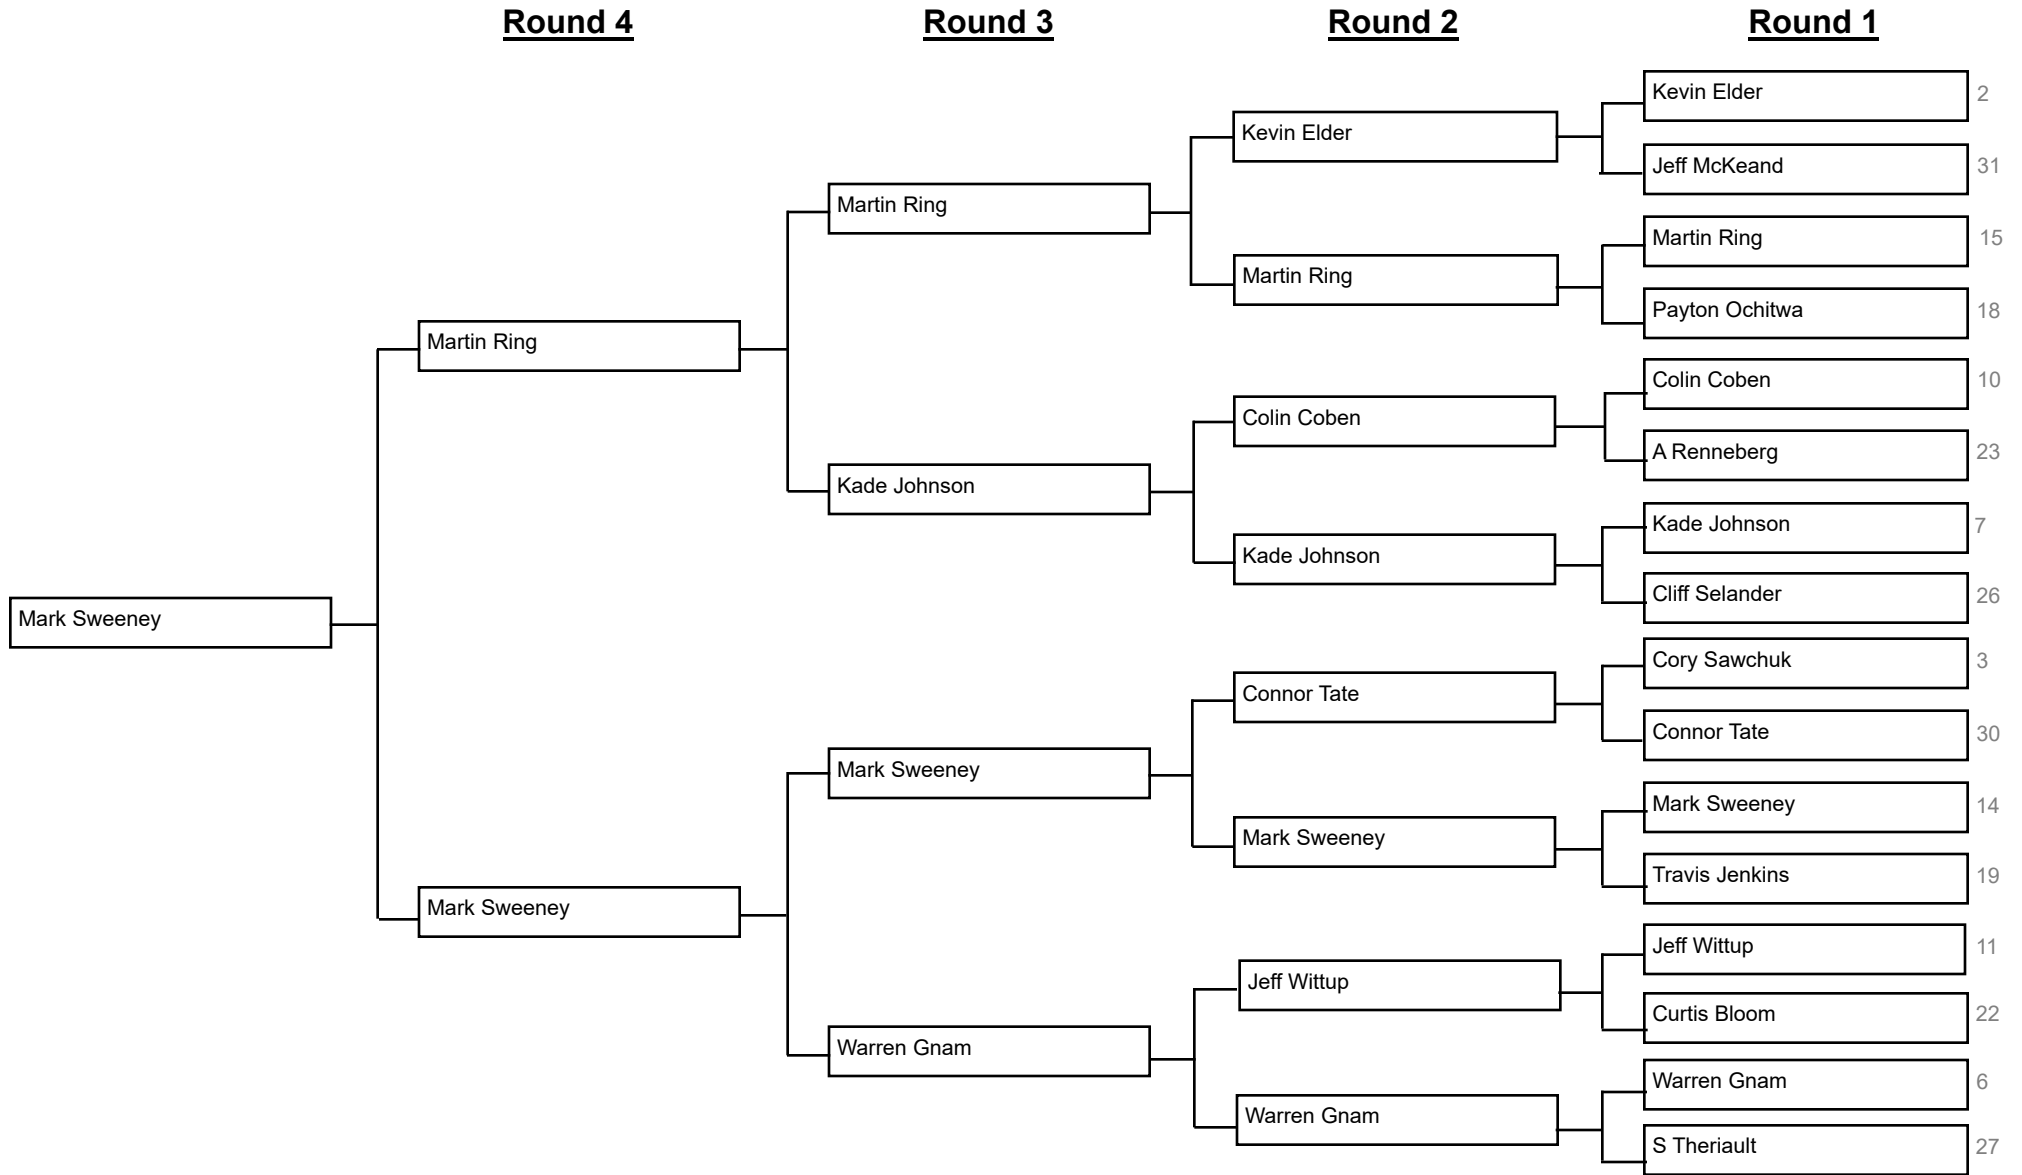 Round 4
Round 3
Round 2
Round 1
Kevin Elder 2
Kevin Elder
Jeff McKeand 31
Martin Ring
Martin Ring 15
Martin Ring
Payton Ochitwa 18
Martin Ring
Colin Coben 10
Colin Coben
A Renneberg 23
Kade Johnson
Kade Johnson 7
Kade Johnson
Cliff Selander 26
Mark Sweeney
Cory Sawchuk 3
Connor Tate
Connor Tate 30
Mark Sweeney
Mark Sweeney 14
Mark Sweeney
Travis Jenkins 19
Mark Sweeney
Jeff Wittup 11
Jeff Wittup
Curtis Bloom 22
Warren Gnam
Warren Gnam 6
Warren Gnam
S Theriault 27